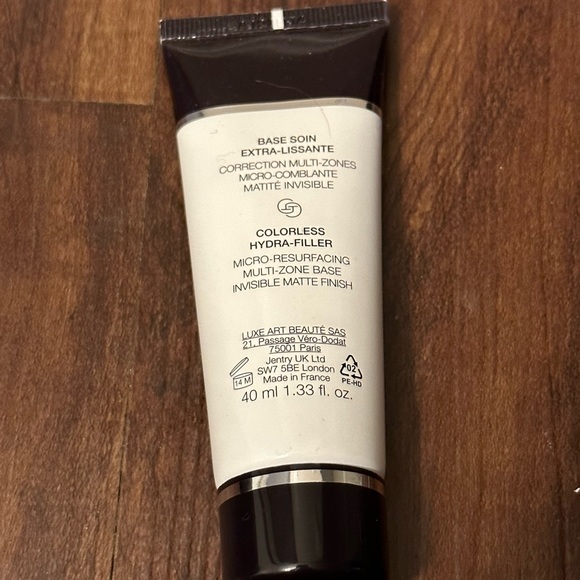 BASE SOIN
EXTRA-LISSANTE
CORRECTION MULTI-ZONES
MICRO-COMBLANTE
MATITÉ INVISIBLE
COLORLESS
HYDRA-FILLER
MICRO-RESURFACING
MULTI-ZONE BASE
INVISIBLE MATTE FINISH
LUXE ART BEAUTÉ SAS
21, Passage Véro-Dodat
75001 Paris
Jentry UK Ltd
SW7 5BE London
Made in France
14 M
02
PE-HD
40 ml 1.33 fl. oz.